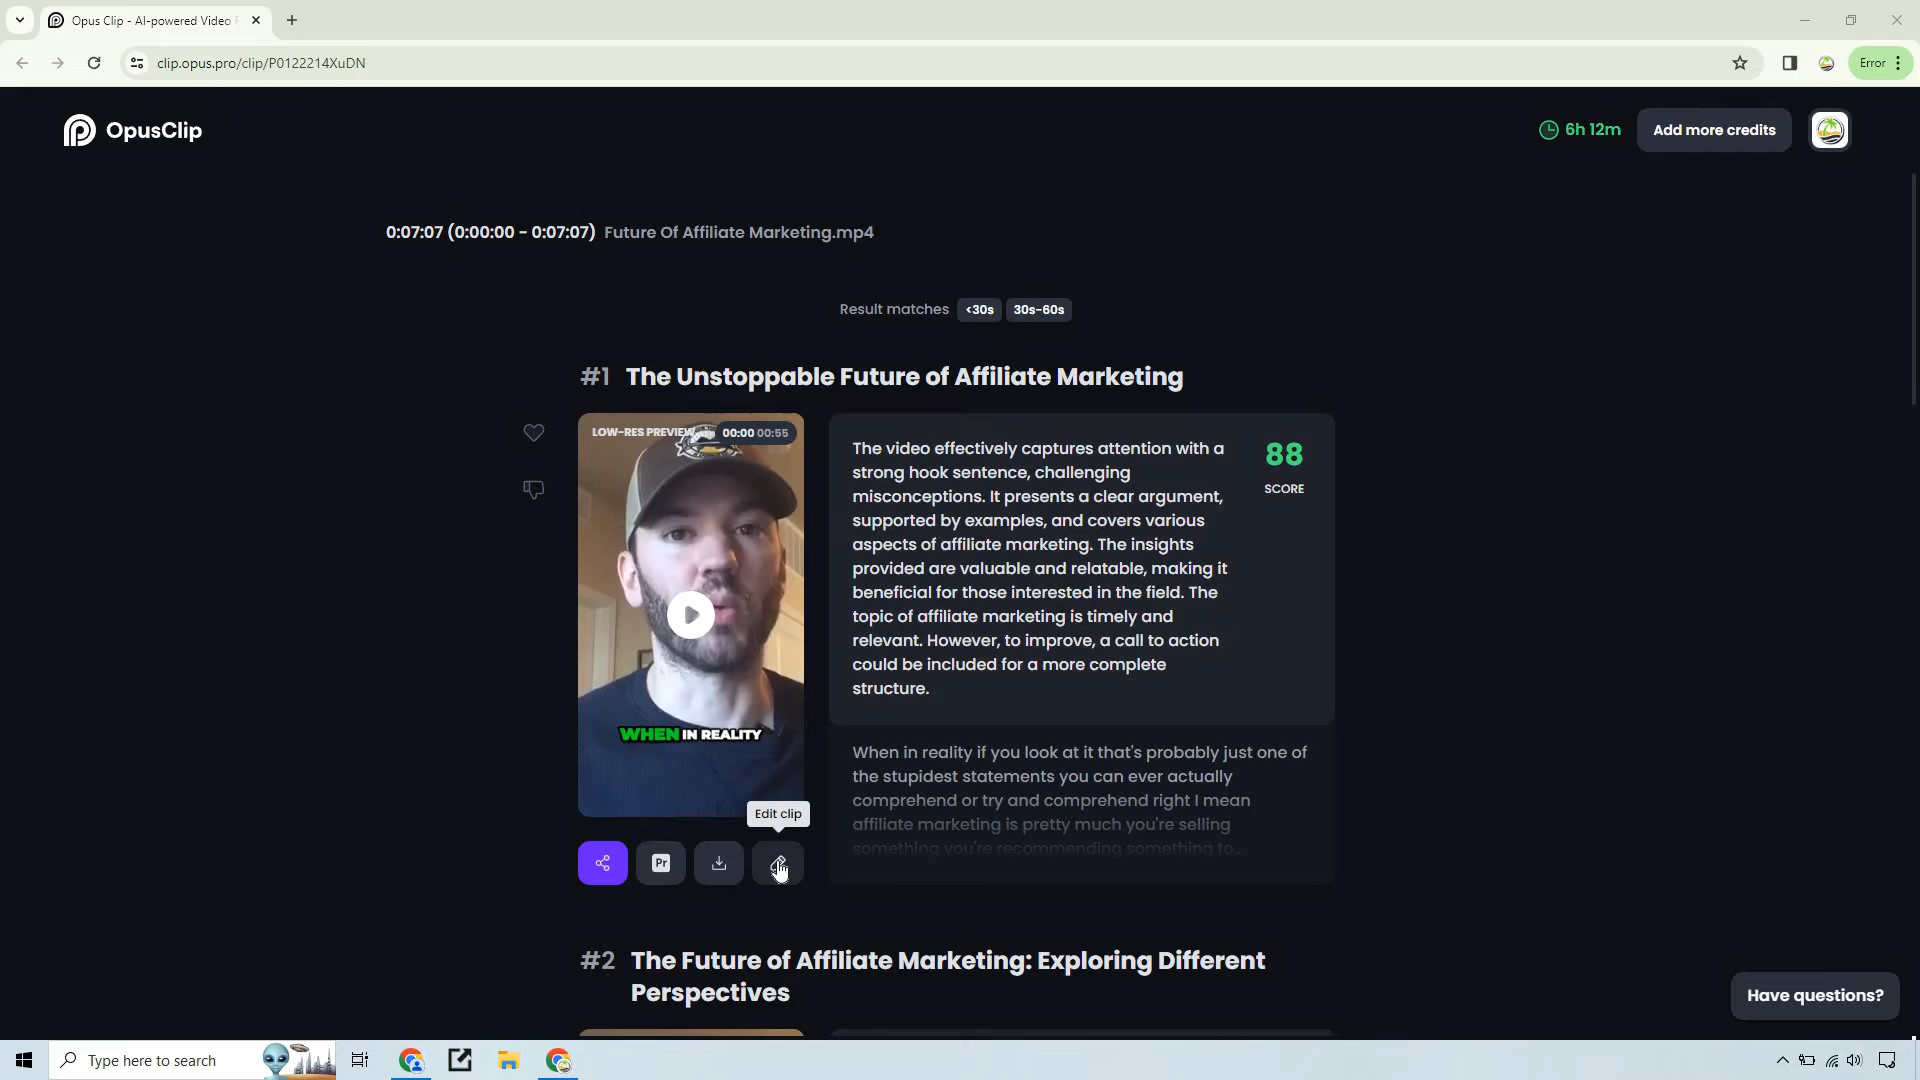 Opus Clip - AI-powered Video
clip.opus.pro/clip/P0122214XuDN
Error
OpusClip
6h 12m
Add more credits
0:07:07 (0:00:00 - 0:07:07) Future Of Affiliate Marketing.mp4
Result matches <30s 30s-60s
#1 The Unstoppable Future of Affiliate Marketing
LOW-RES PREVIEW 00:00 00:55
The video effectively captures attention with a
strong hook sentence, challenging
misconceptions. It presents a clear argument,
supported by examples, and covers various
aspects of affiliate marketing. The insights
provided are valuable and relatable, making it
beneficial for those interested in the field. The
topic of affiliate marketing is timely and
relevant. However, to improve, a call to action
could be included for a more complete
structure.
88
SCORE
WHEN IN REALITY
When in reality if you look at it that's probably just one of
the stupidest statements you can ever actually
comprehend or try and comprehend right I mean
affiliate marketing is pretty much you're selling
something you're recommending something to...
Edit clip
Pr
#2 The Future of Affiliate Marketing: Exploring Different
Perspectives
Have questions?
Type here to search